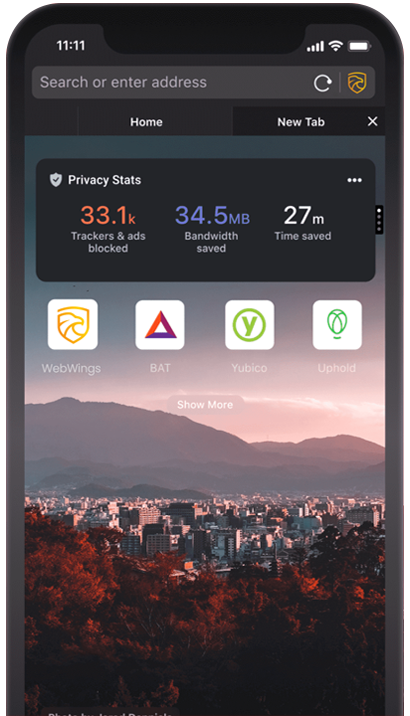 11:11
Search or enter address
Home
New Tab
Privacy Stats
33.1k
34.5MB
27m
Trackers & ads
blocked
Bandwidth
saved
Time saved
WebWings
BAT
Yubico
Uphold
Show More